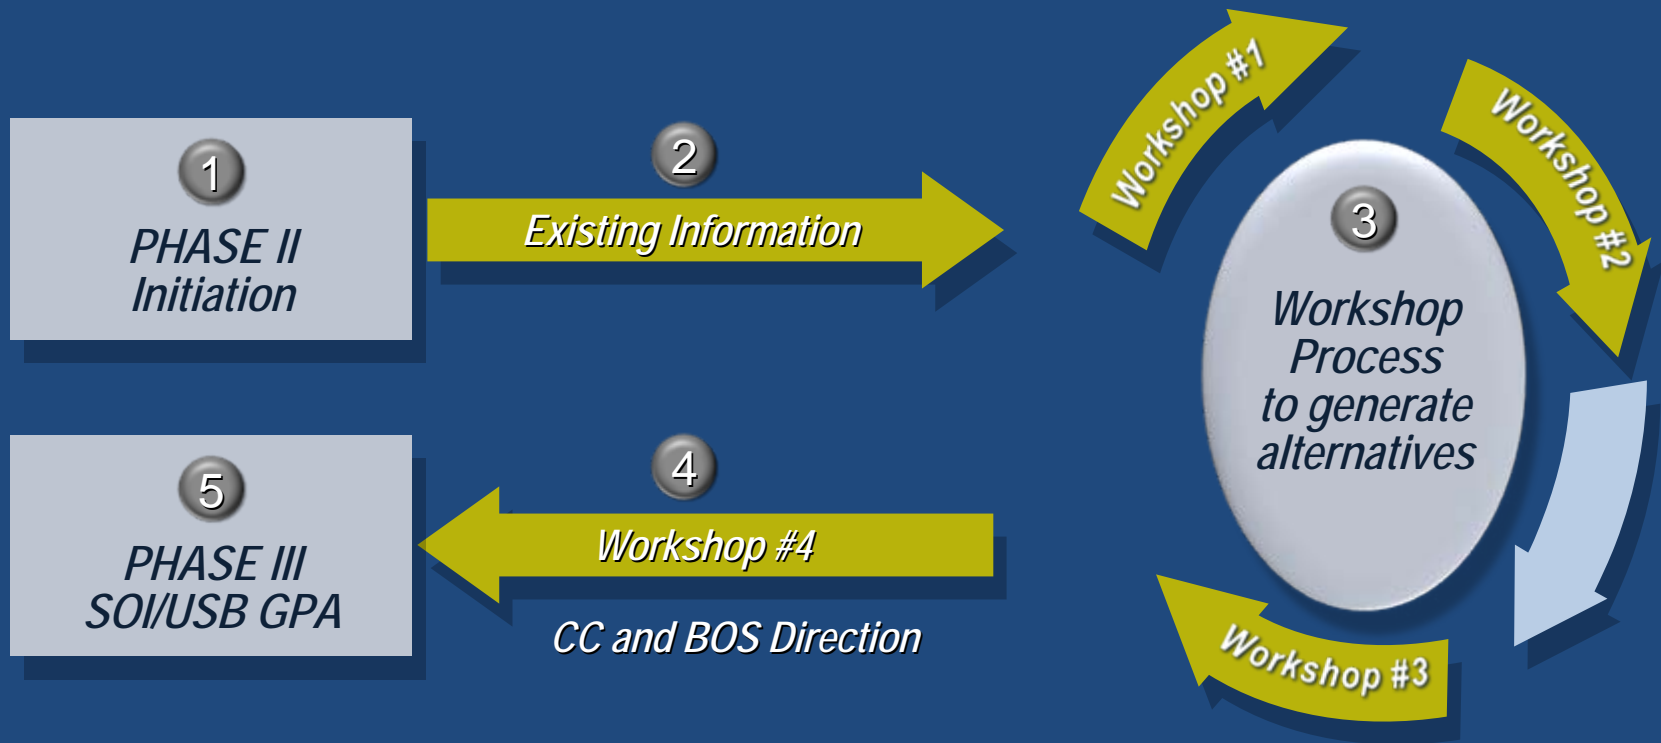 1
PHASE II
Initiation
2
Existing Information
Workshop #1
Workshop #2
3
Workshop
Process
to generate
alternatives
Workshop #3
4
Workshop #4
CC and BOS Direction
5
PHASE III
SOI/USB GPA